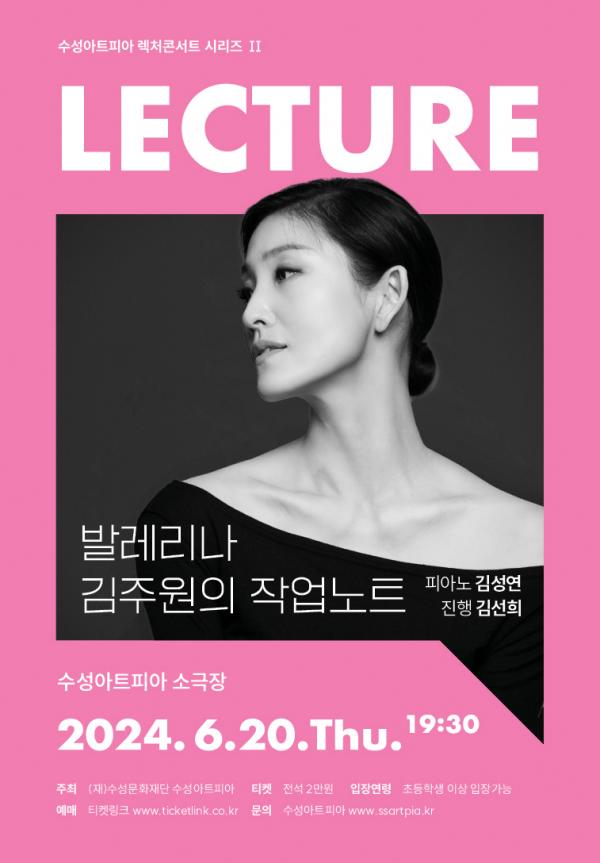 수성아트피아 렉처콘서트 시리즈 II
LECTURE
발레리나
김주원의 작업노트
피아노 김성연
진행 김선희
수성아트피아 소극장
2024. 6.20.Thu. 19:30
주최 (재)수성문화재단 수성아트피아 티켓 전석 2만원 입장연령 초등학생 이상 입장가능
예매 티켓링크 www.ticketlink.co.kr 문의 수성아트피아 www.ssartpia.kr